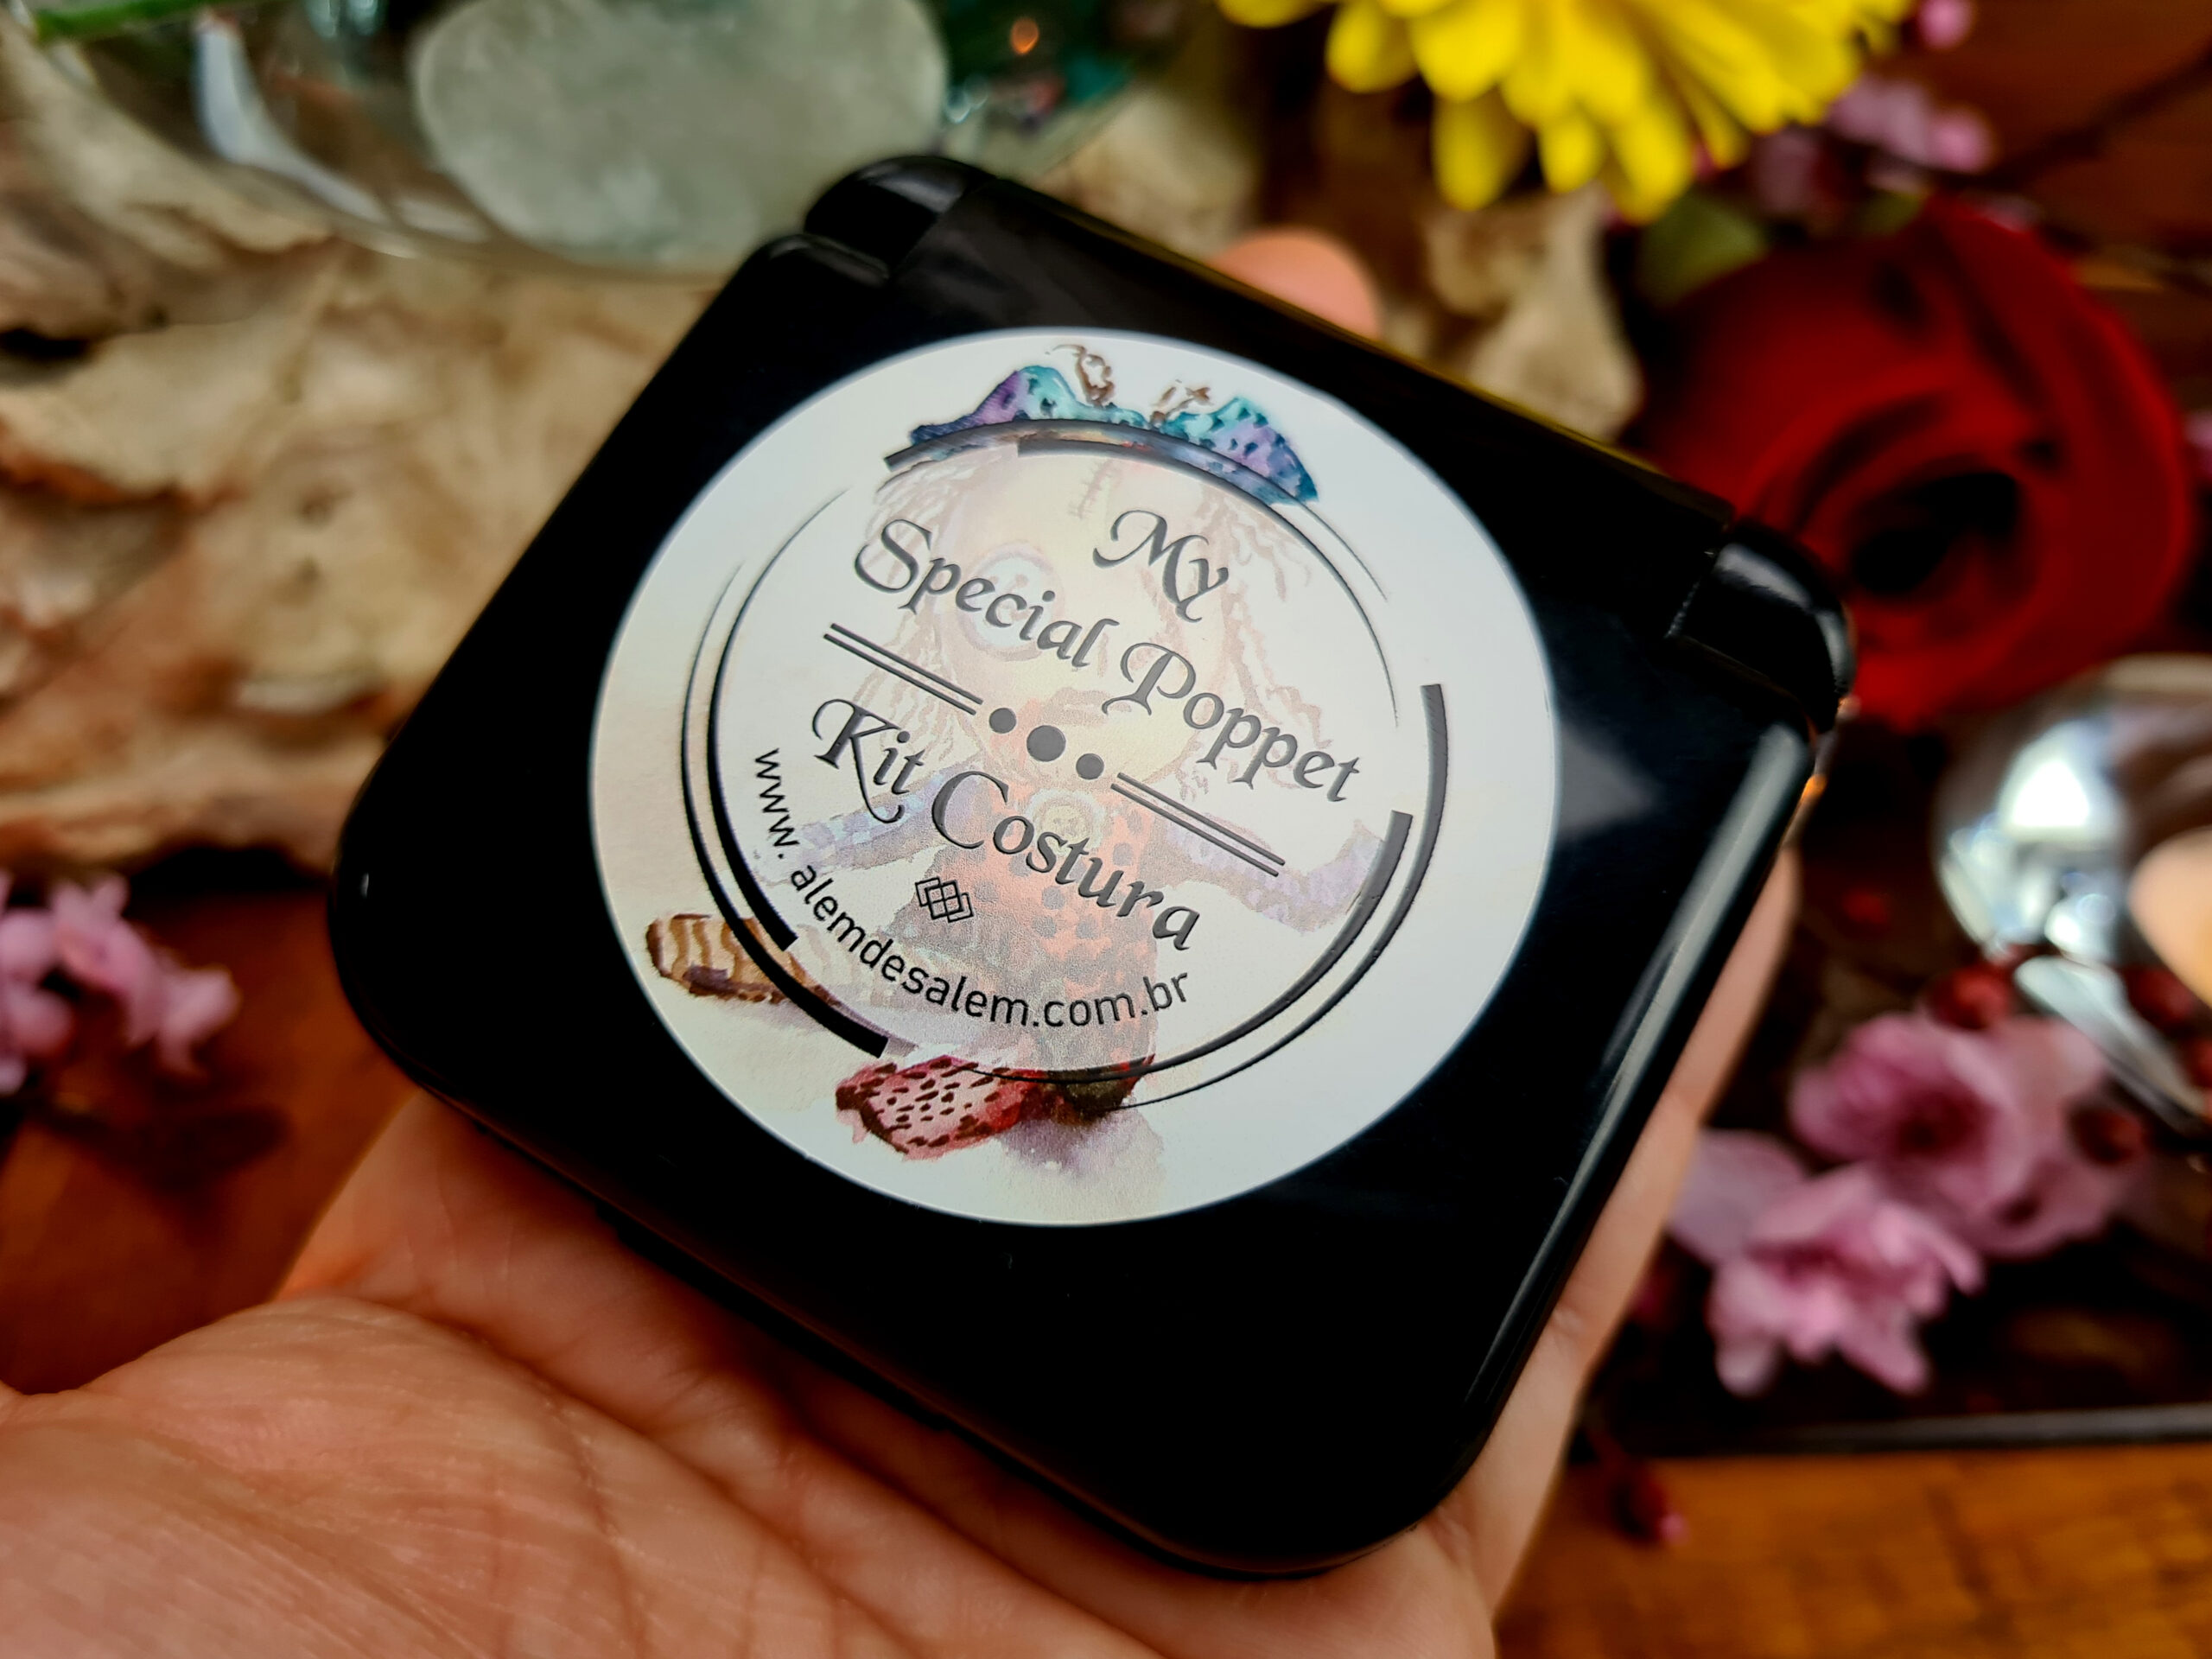 My
Special Poppet
Kit Costura
www.alemdesalem.com.br